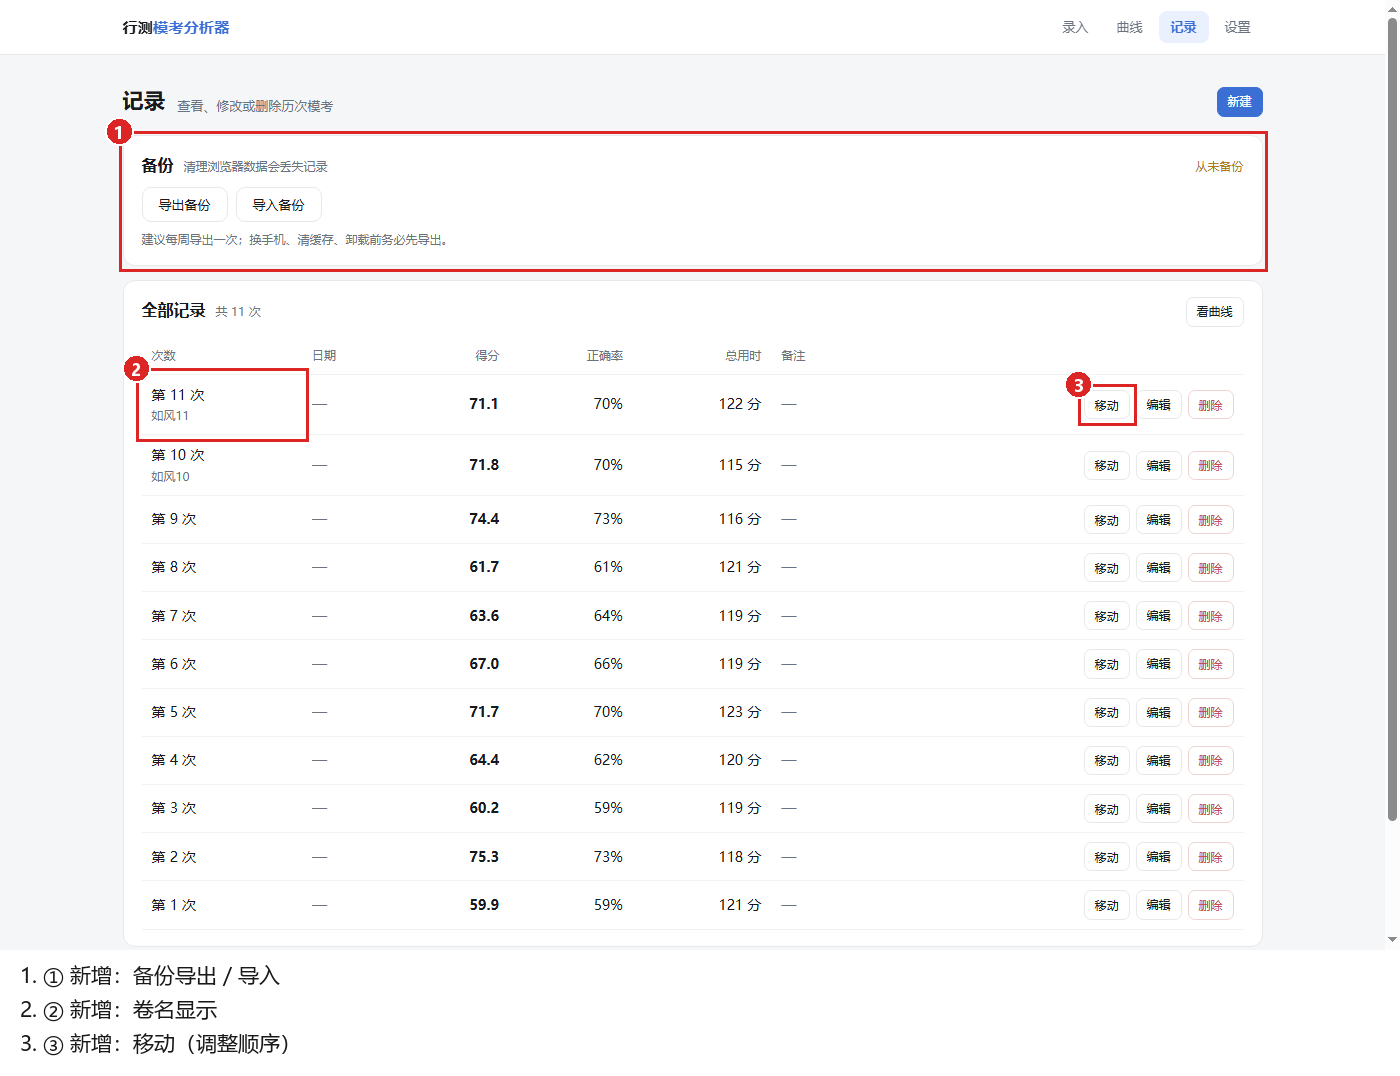 行测模考分析器 录入 曲线 记录 设置
记录 查看、修改或删除历次模考 新建
1
备份 清理浏览器数据会丢失记录 从未备份
导出备份 导入备份
建议每周导出一次；换手机、清缓存、卸载前务必先导出。
全部记录 共 11 次 看曲线
次数 日期 得分 正确率 总用时 备注
2
3
第 11 次 — 71.1 70% 122 分 — 移动 编辑 删除
如风11
第 10 次 — 71.8 70% 115 分 — 移动 编辑 删除
如风10
第 9 次 — 74.4 73% 116 分 — 移动 编辑 删除
第 8 次 — 61.7 61% 121 分 — 移动 编辑 删除
第 7 次 — 63.6 64% 119 分 — 移动 编辑 删除
第 6 次 — 67.0 66% 119 分 — 移动 编辑 删除
第 5 次 — 71.7 70% 123 分 — 移动 编辑 删除
第 4 次 — 64.4 62% 120 分 — 移动 编辑 删除
第 3 次 — 60.2 59% 119 分 — 移动 编辑 删除
第 2 次 — 75.3 73% 118 分 — 移动 编辑 删除
第 1 次 — 59.9 59% 121 分 — 移动 编辑 删除
1. ① 新增：备份导出 / 导入
2. ② 新增：卷名显示
3. ③ 新增：移动（调整顺序）